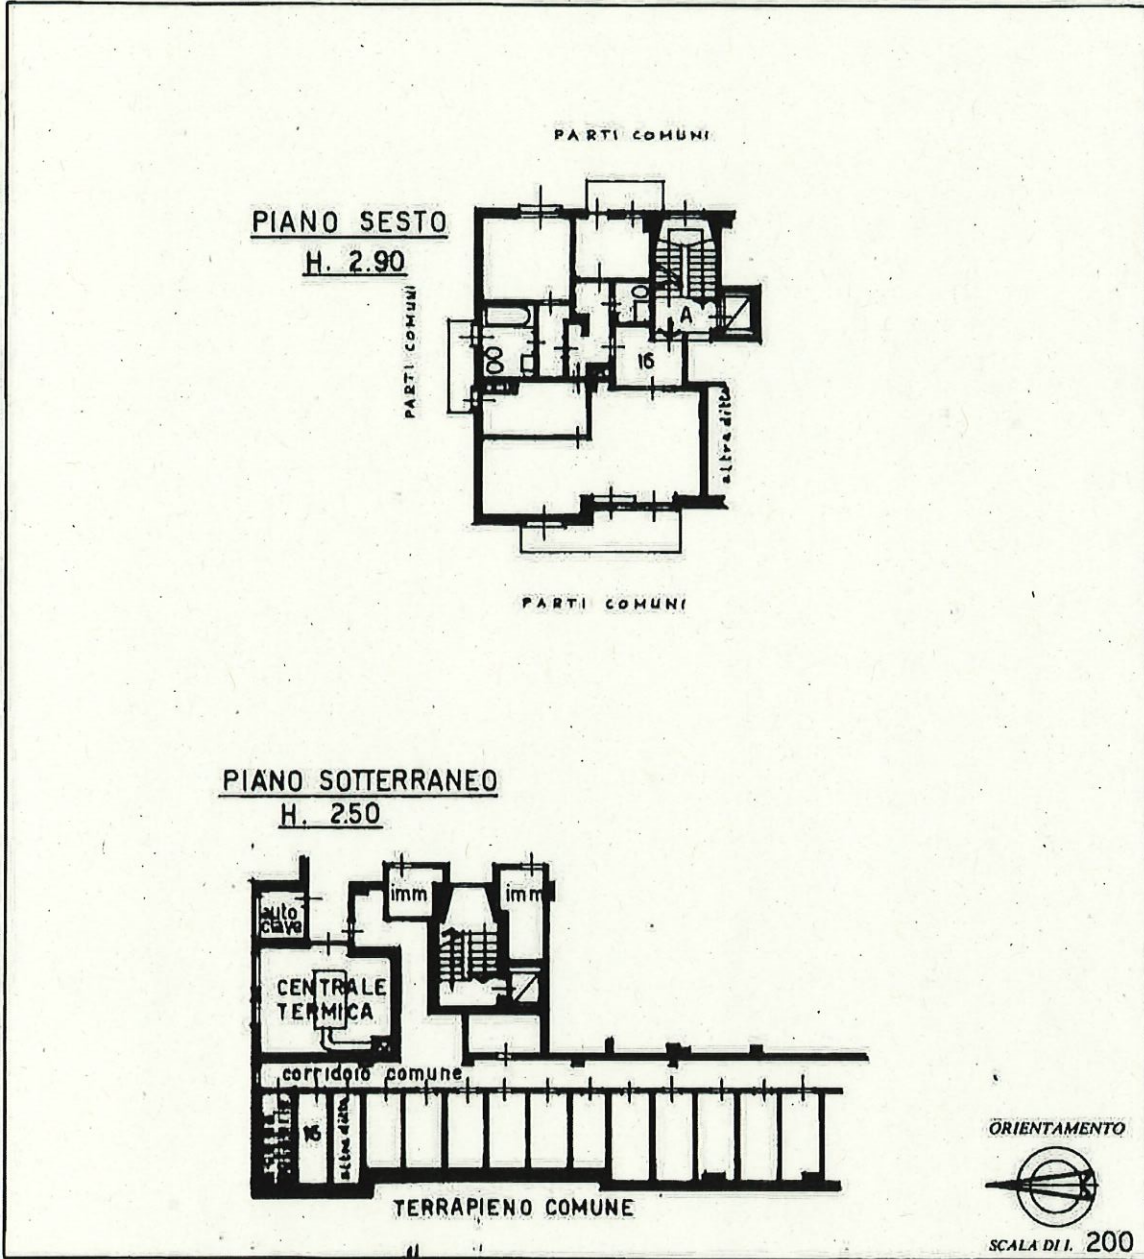 PARTI COMUNI
PIANO SESTO
H. 2.90
PARTI COMUNI
A
16
altra ditta
PARTI COMUNI
PIANO SOTTERRANEO
H. 2.50
imm
imm
auto
clave
CENTRALE
TERMICA
corridoio comune
16
altra ditta
TERRAPIENO COMUNE
ORIENTAMENTO
SCALA DI 1. 200